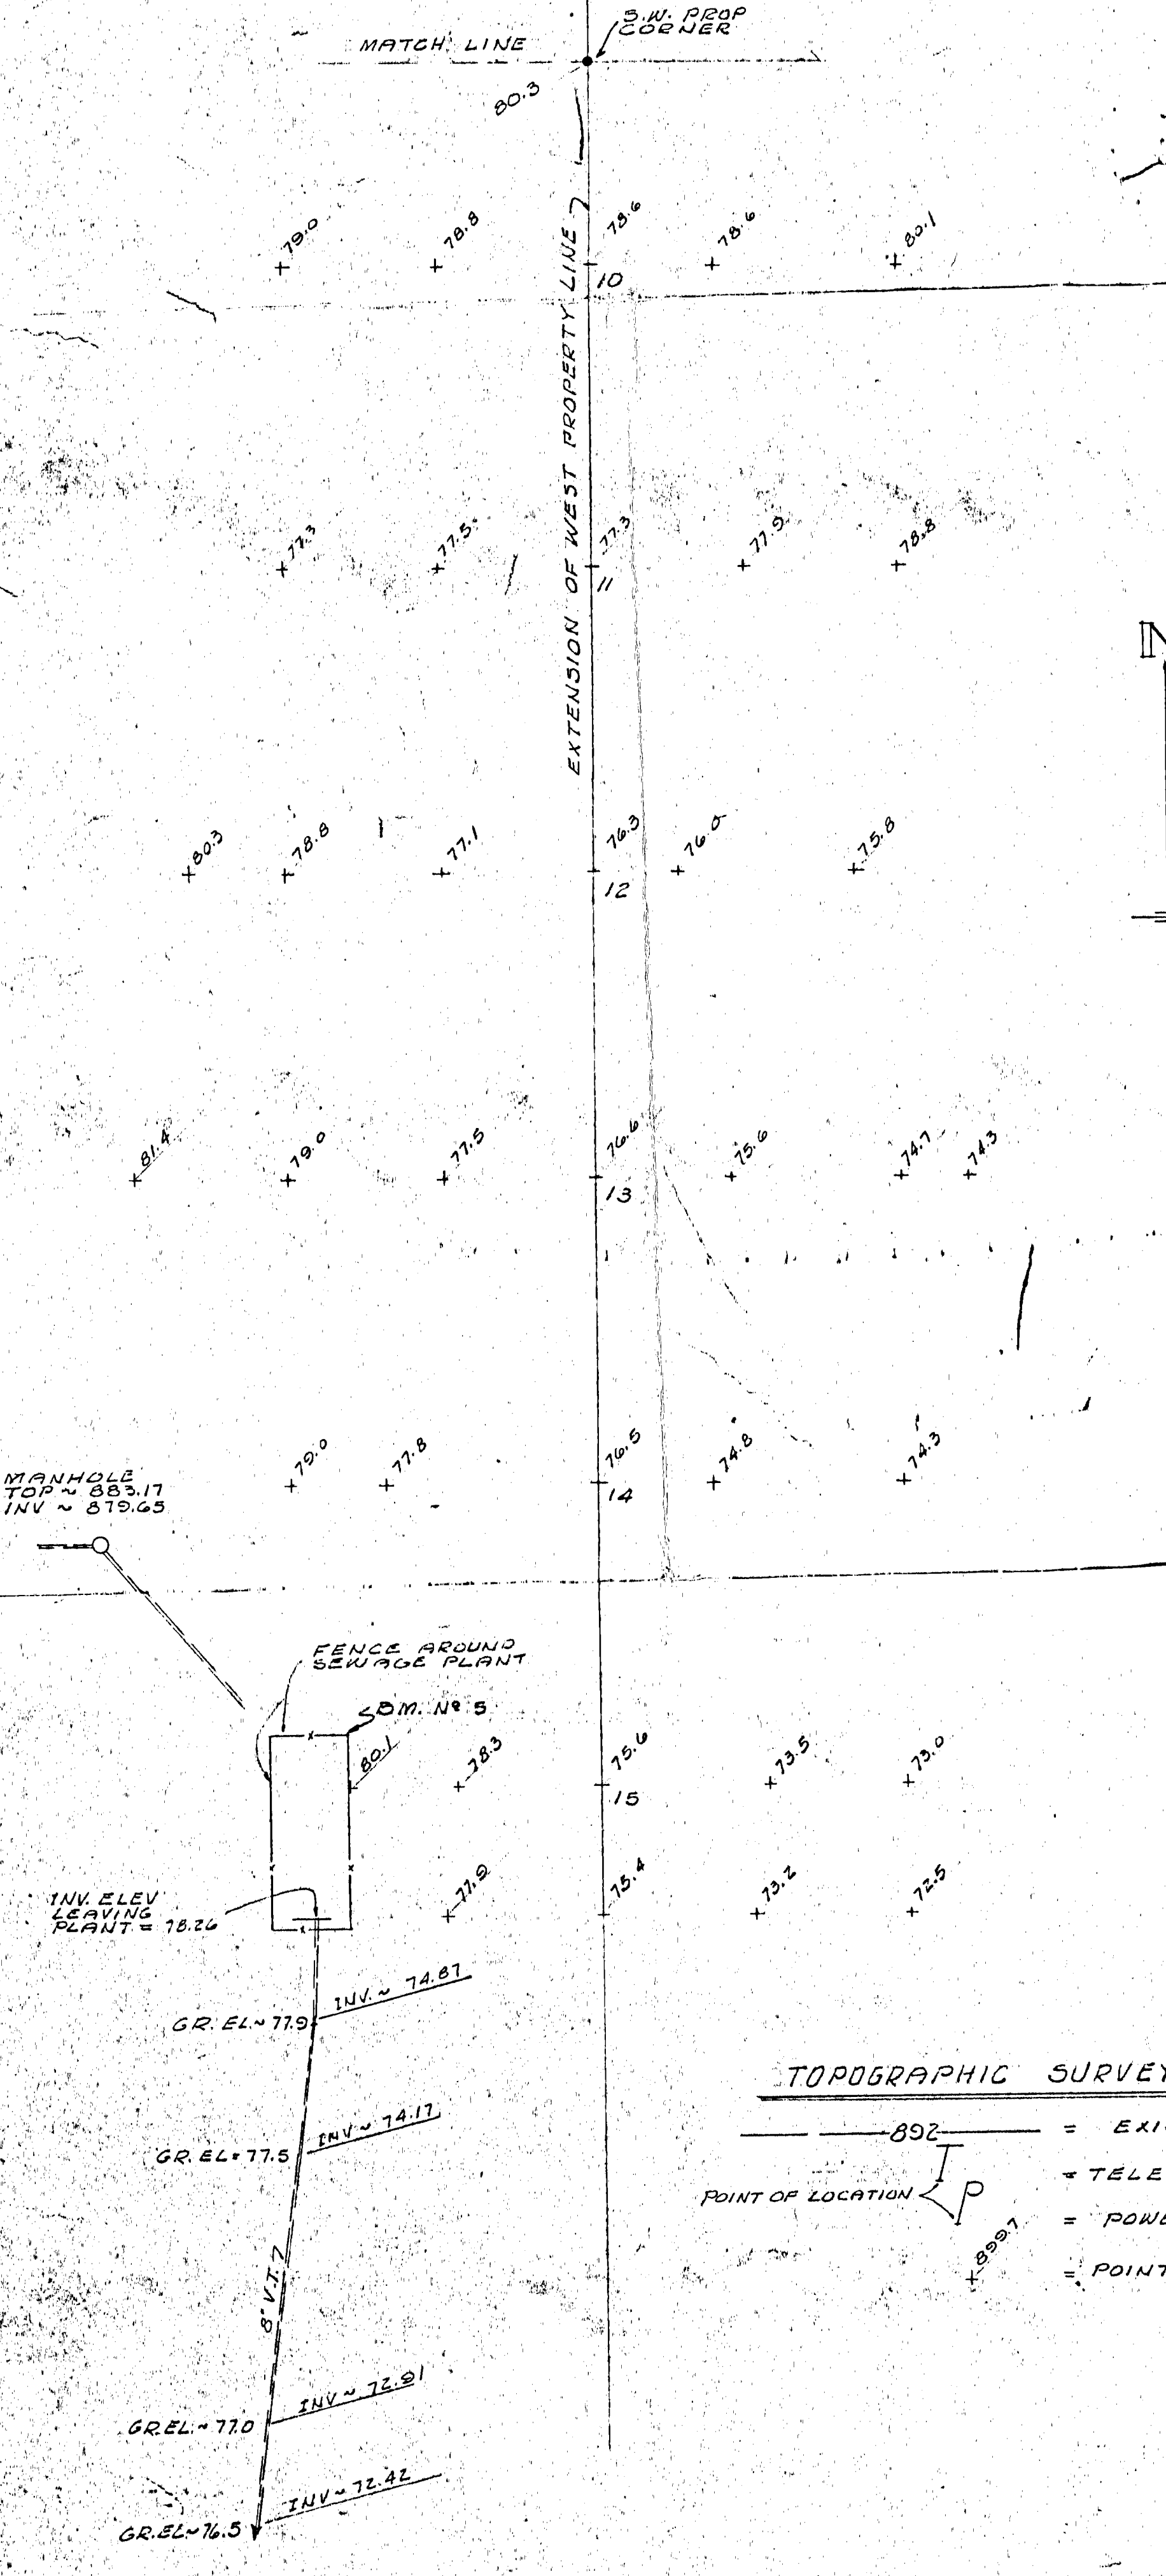 S.W. PROP
CORNER
MATCH LINE
80.3
79.0
78.8
78.6
80.1
10
EXTENSION OF WEST PROPERTY LINE
77.3
77.5
77.3
77.9
78.8
11
N
80.3
78.8
77.1
76.3
76.0
75.8
12
81.4
79.0
77.5
76.6
75.6
74.7
74.3
13
79.0
77.8
76.5
74.8
74.3
14
MANHOLE
TOP ~ 883.17
INV ~ 879.65
FENCE AROUND
SEWAGE PLANT
B.M. Nº 5
80.1
78.3
75.6
73.5
73.0
15
77.9
75.4
73.2
72.5
INV. ELEV
LEAVING
PLANT = 78.26
INV. ~ 74.87
GR. EL ~ 77.9
INV ~ 74.17
GR. EL = 77.5
8" V.T.
INV ~ 72.91
GR. EL. ~ 77.0
INV ~ 72.42
GR. EL ~ 76.5
TOPOGRAPHIC SURVEY
892 = EXI
T = TELE
POINT OF LOCATION P
= POWE
899.7 = POINT